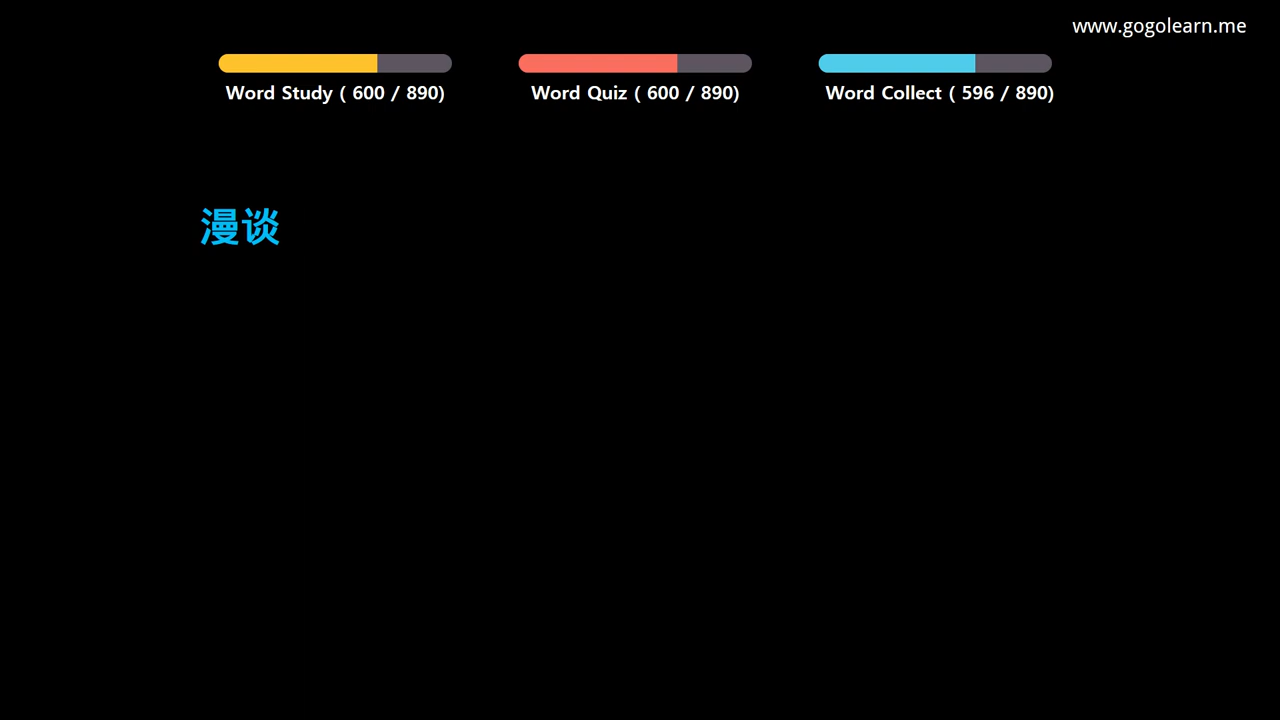 www.gogolearn.me
Word Study ( 600 / 890)
Word Quiz ( 600 / 890)
Word Collect ( 596 / 890)
漫谈